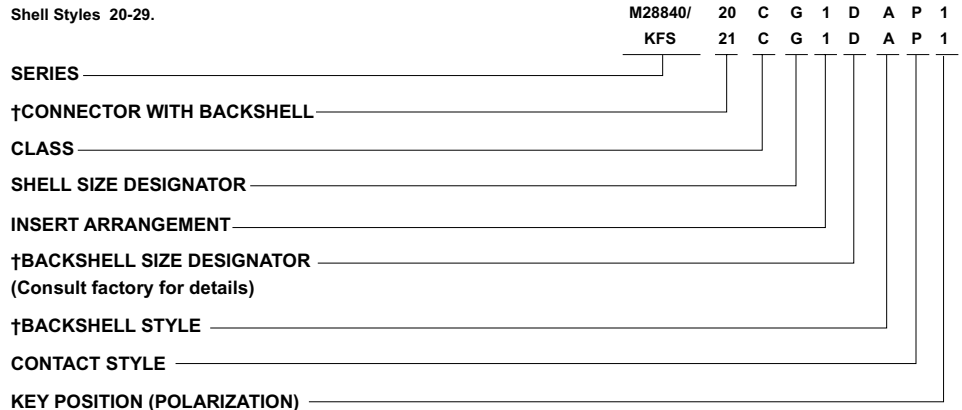 Shell Styles 20-29. M28840/ 20 C G 1 D A P 1
KFS 21 C G 1 D A P 1
SERIES
†CONNECTOR WITH BACKSHELL
CLASS
SHELL SIZE DESIGNATOR
INSERT ARRANGEMENT
†BACKSHELL SIZE DESIGNATOR
(Consult factory for details)
†BACKSHELL STYLE
CONTACT STYLE
KEY POSITION (POLARIZATION)